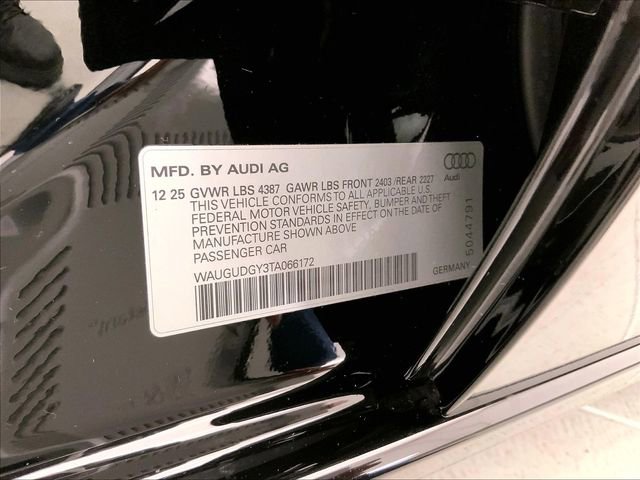 MFD. BY AUDI AG
12 25 GVWR LBS 4387 GAWR LBS FRONT 2403 /REAR 2227
THIS VEHICLE CONFORMS TO ALL APPLICABLE U.S.
FEDERAL MOTOR VEHICLE SAFETY, BUMPER AND THEFT
PREVENTION STANDARDS IN EFFECT ON THE DATE OF
MANUFACTURE SHOWN ABOVE
PASSENGER CAR
WAUGUDGY3TA066172
Audi
5044791
GERMANY